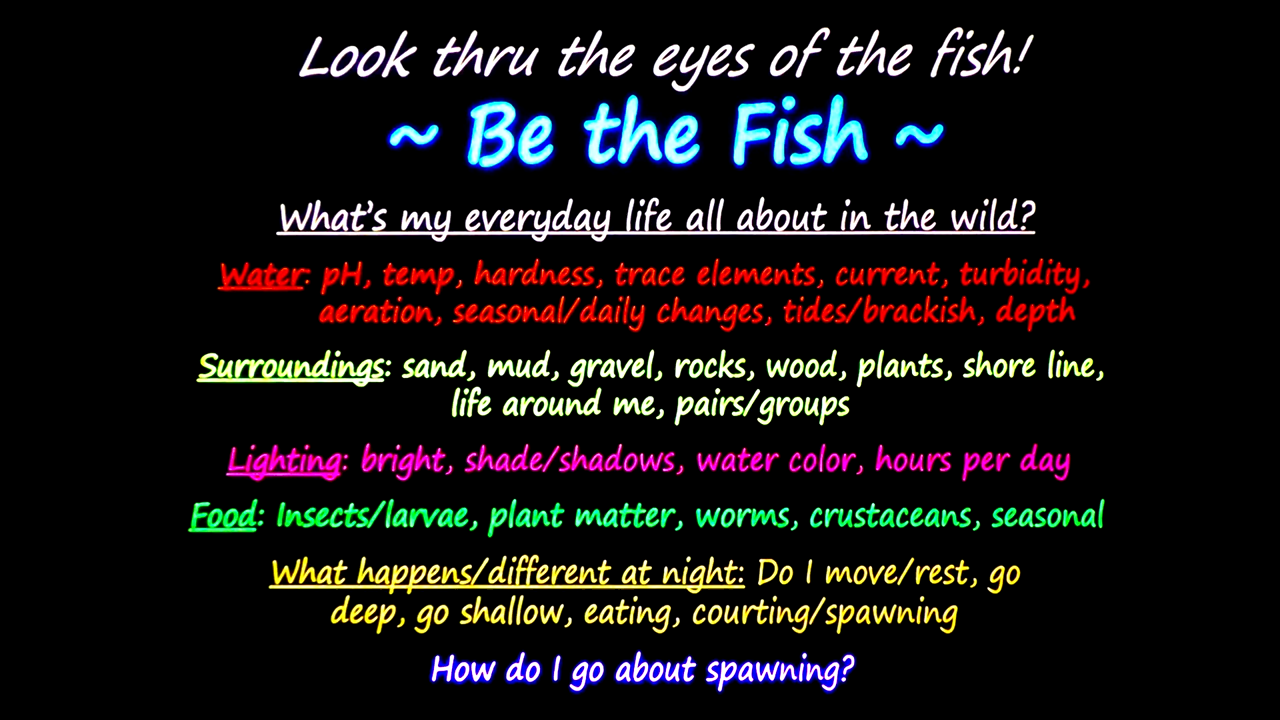 Look thru the eyes of the fish!
~ Be the Fish ~
What's my everyday life all about in the wild?
Water: pH, temp, hardness, trace elements, current, turbidity,
aeration, seasonal/daily changes, tides/brackish, depth
Surroundings: sand, mud, gravel, rocks, wood, plants, shore line,
life around me, pairs/groups
Lighting: bright, shade/shadows, water color, hours per day
Food: Insects/larvae, plant matter, worms, crustaceans, seasonal
What happens/different at night: Do I move/rest, go
deep, go shallow, eating, courting/spawning
How do I go about spawning?